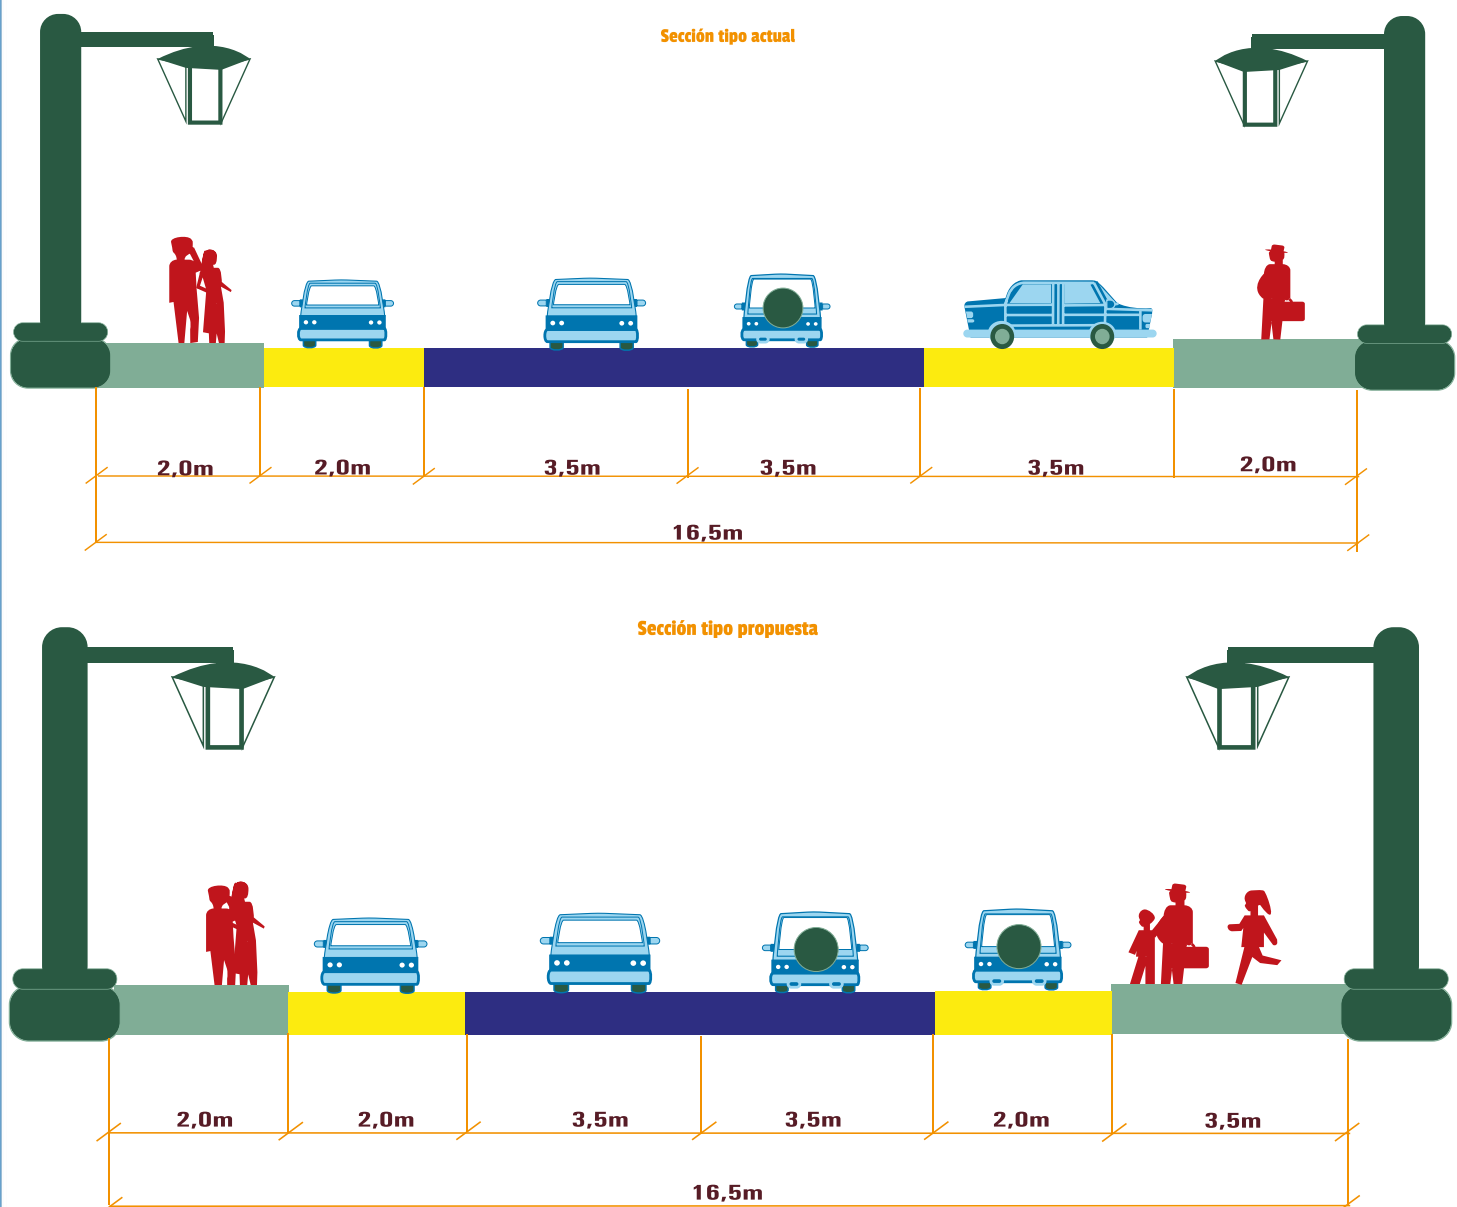 Sección tipo actual
2,0m 2,0m 3,5m 3,5m 3,5m 2,0m
16,5m
Sección tipo propuesta
2,0m 2,0m 3,5m 3,5m 2,0m 3,5m
16,5m